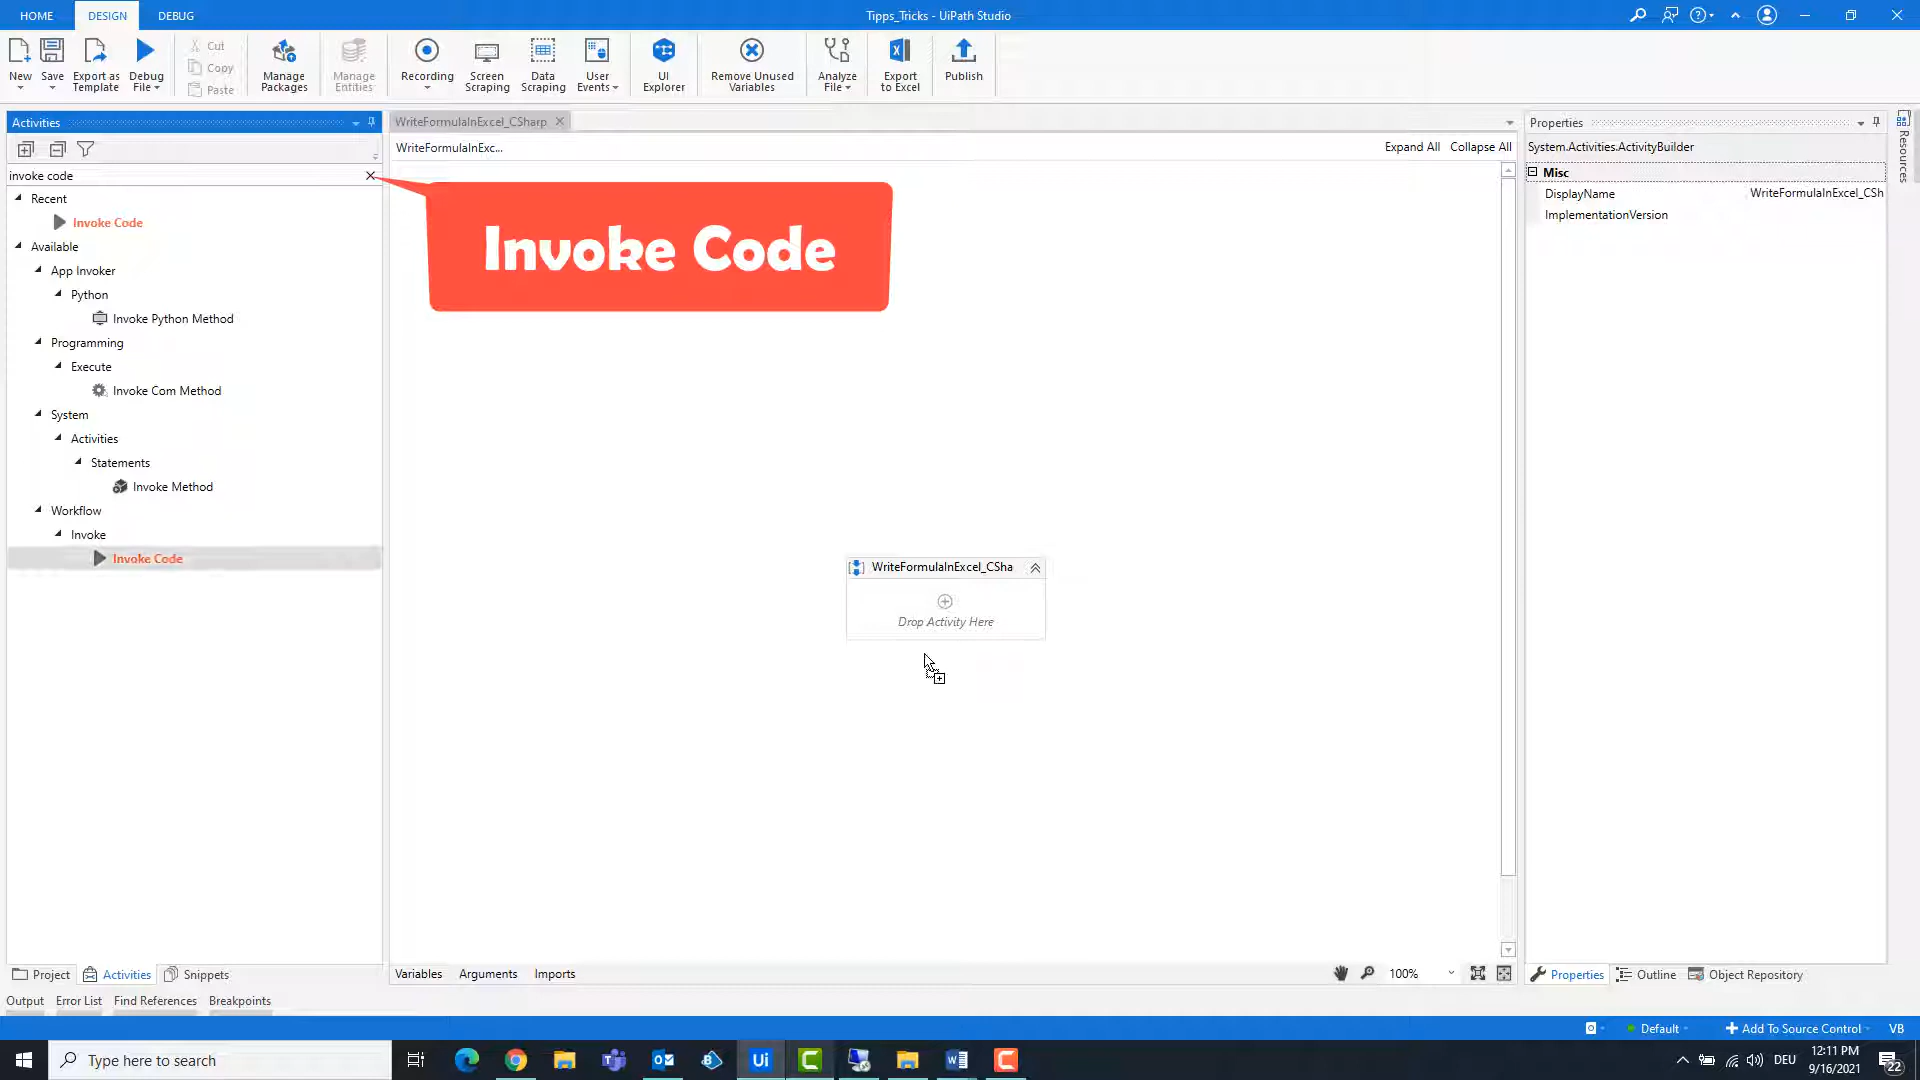 HOME DESIGN DEBUG Tipps_Tricks - UiPath Studio
New Save Export as Template Debug File Cut Copy Paste Manage Packages Manage Entities Recording Screen Scraping Data Scraping User Events UI Explorer Remove Unused Variables Analyze File Export to Excel Publish
Activities
invoke code
Recent
Invoke Code
Available
App Invoker
Python
Invoke Python Method
Programming
Execute
Invoke Com Method
System
Activities
Statements
Invoke Method
Workflow
Invoke
Invoke Code
WriteFormulaInExcel_CSharp
WriteFormulaInExc... Expand All Collapse All
Invoke Code
WriteFormulaInExcel_CSha
Drop Activity Here
Properties
System.Activities.ActivityBuilder
Misc
DisplayName WriteFormulaInExcel_CSh
ImplementationVersion
Resources
Project Activities Snippets
Variables Arguments Imports 100%
Properties Outline Object Repository
Output Error List Find References Breakpoints
Default Add To Source Control VB
Type here to search
Ui
DEU
12:11 PM
9/16/2021
22